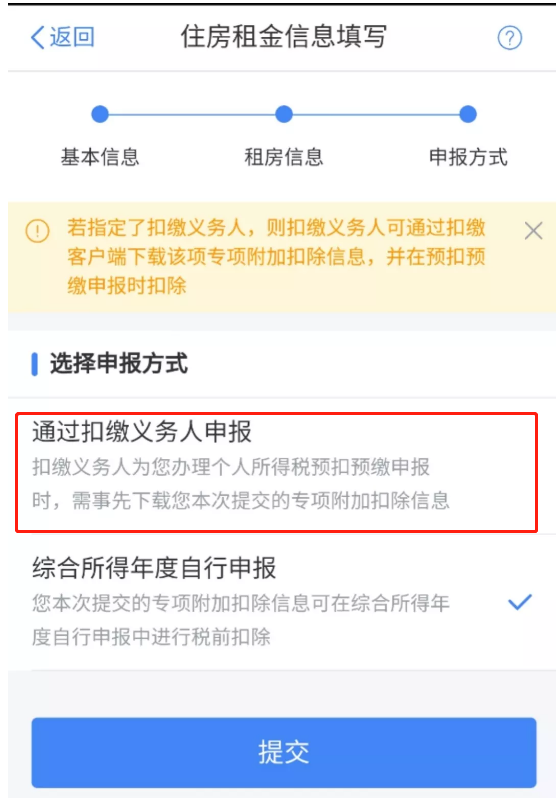 返回
住房租金信息填写
?
基本信息
租房信息
申报方式
若指定了扣缴义务人，则扣缴义务人可通过扣缴
客户端下载该项专项附加扣除信息，并在预扣预
缴申报时扣除
选择申报方式
通过扣缴义务人申报
扣缴义务人为您办理个人所得税预扣预缴申报
时，需事先下载您本次提交的专项附加扣除信息
综合所得年度自行申报
您本次提交的专项附加扣除信息可在综合所得年
度自行申报中进行税前扣除
提交